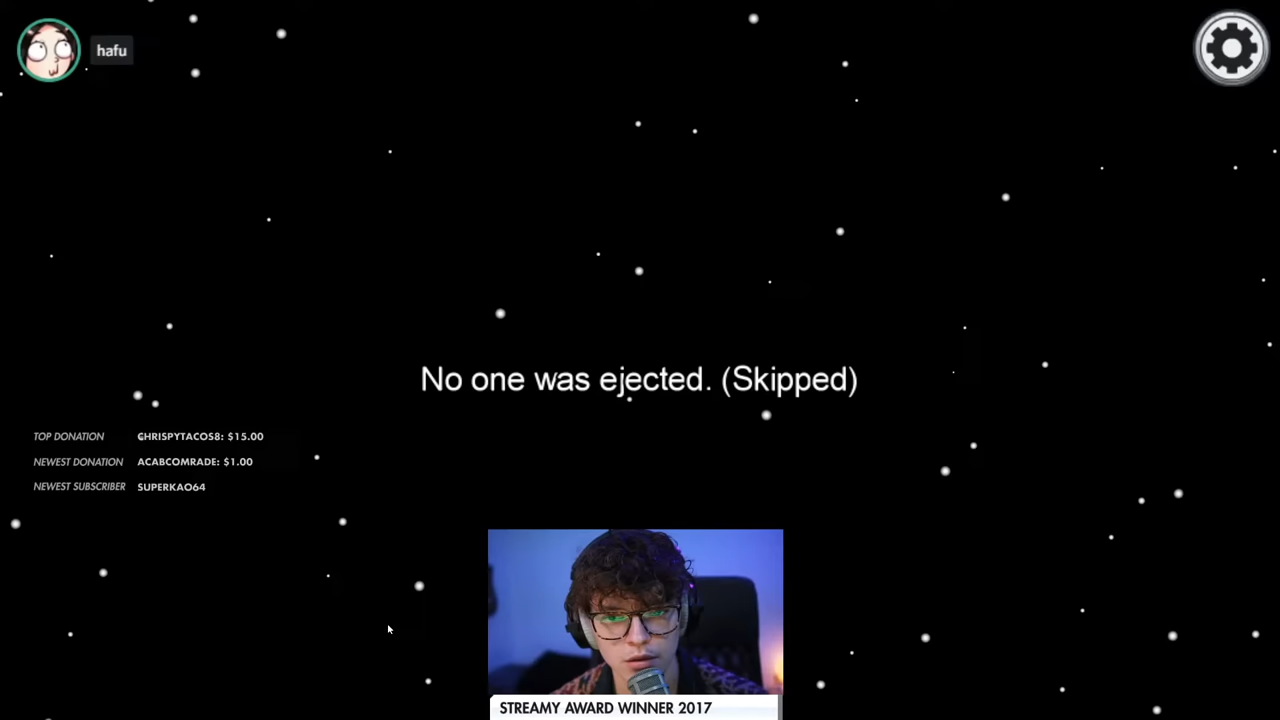 hafu
No one was ejected. (Skipped)
TOP DONATION CHRISPYTACOS8: $15.00
NEWEST DONATION ACABCOMRADE: $1.00
NEWEST SUBSCRIBER SUPERKAO64
STREAMY AWARD WINNER 2017